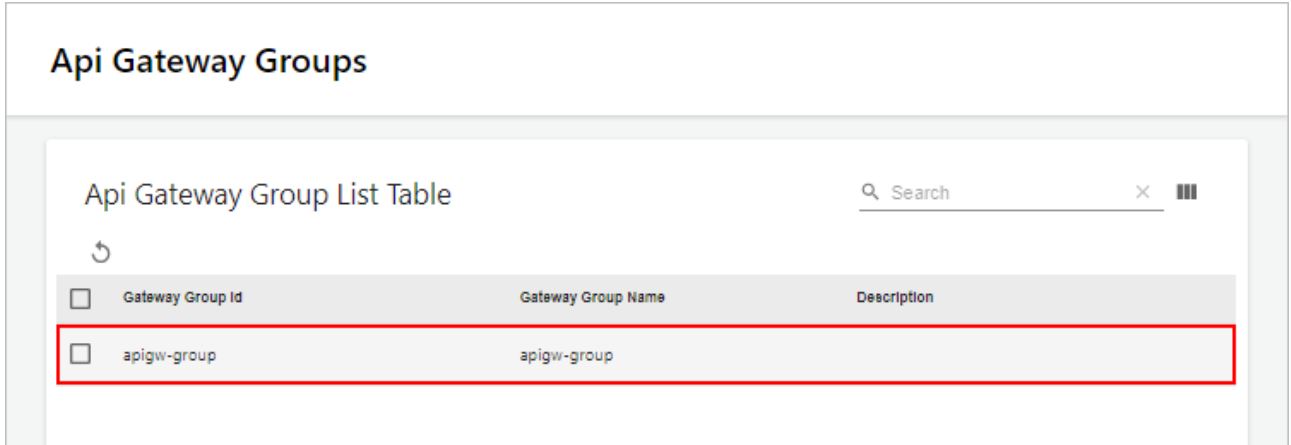 Api Gateway Groups
Api Gateway Group List Table
Search
Gateway Group Id Gateway Group Name Description
apigw-group apigw-group